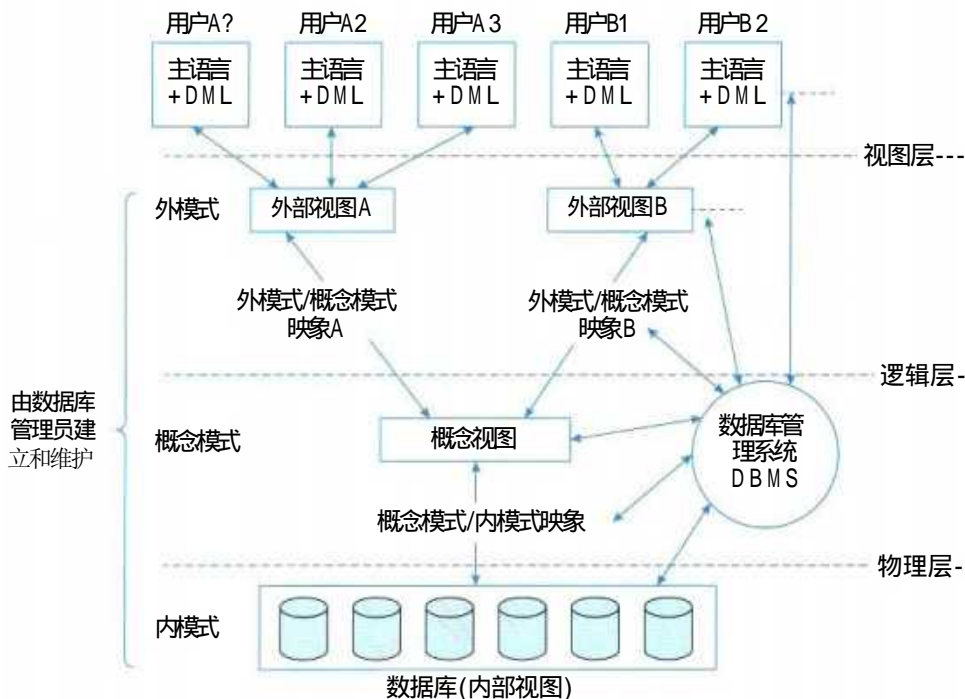 用户A? 用户A2 用户A3 用户B1 用户B2
主语言 主语言 主语言 主语言 主语言
+DML +DML +DML +DML +DML
视图层---
外模式 外部视图A 外部视图B
外模式/概念模式 外模式/概念模式
映象A 映象B
逻辑层-
由数据库
管理员建
立和维护
概念模式 概念视图
数据库管
理系统
DBMS
概念模式/内模式映象
物理层-
内模式
数据库(内部视图)